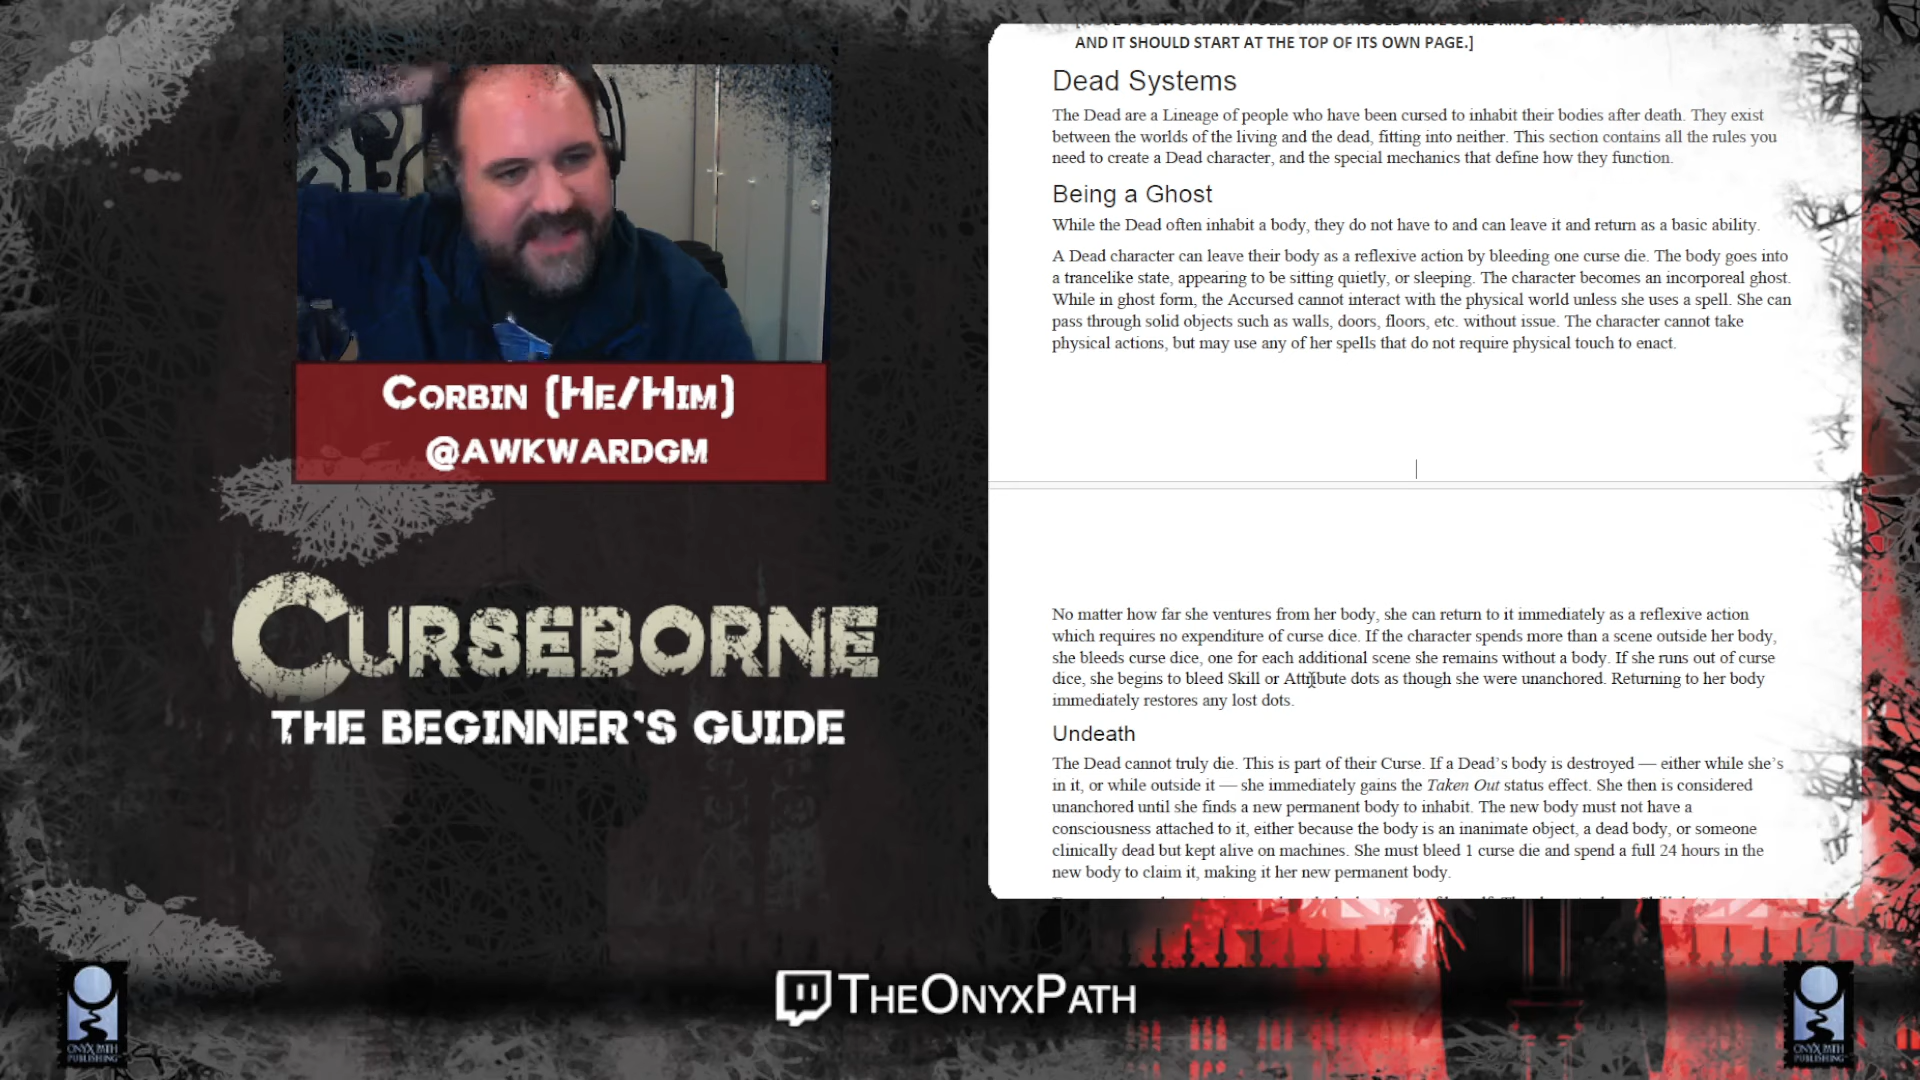 Corbin (He/Him)
@AWKWARDGM
CURSEBORNE
THE BEGINNER'S GUIDE
AND IT SHOULD START AT THE TOP OF ITS OWN PAGE.]
Dead Systems
The Dead are a Lineage of people who have been cursed to inhabit their bodies after death. They exist
between the worlds of the living and the dead, fitting into neither. This section contains all the rules you
need to create a Dead character, and the special mechanics that define how they function.
Being a Ghost
While the Dead often inhabit a body, they do not have to and can leave it and return as a basic ability.
A Dead character can leave their body as a reflexive action by bleeding one curse die. The body goes into
a trancelike state, appearing to be sitting quietly, or sleeping. The character becomes an incorporeal ghost.
While in ghost form, the Accursed cannot interact with the physical world unless she uses a spell. She can
pass through solid objects such as walls, doors, floors, etc. without issue. The character cannot take
physical actions, but may use any of her spells that do not require physical touch to enact.
No matter how far she ventures from her body, she can return to it immediately as a reflexive action
which requires no expenditure of curse dice. If the character spends more than a scene outside her body,
she bleeds curse dice, one for each additional scene she remains without a body. If she runs out of curse
dice, she begins to bleed Skill or Attribute dots as though she were unanchored. Returning to her body
immediately restores any lost dots.
Undeath
The Dead cannot truly die. This is part of their Curse. If a Dead's body is destroyed — either while she's
in it, or while outside it — she immediately gains the Taken Out status effect. She then is considered
unanchored until she finds a new permanent body to inhabit. The new body must not have a
consciousness attached to it, either because the body is an inanimate object, a dead body, or someone
clinically dead but kept alive on machines. She must bleed 1 curse die and spend a full 24 hours in the
new body to claim it, making it her new permanent body.
TheOnyxPath
ONYX PATH
PUBLISHING
ONYX PATH
PUBLISHING